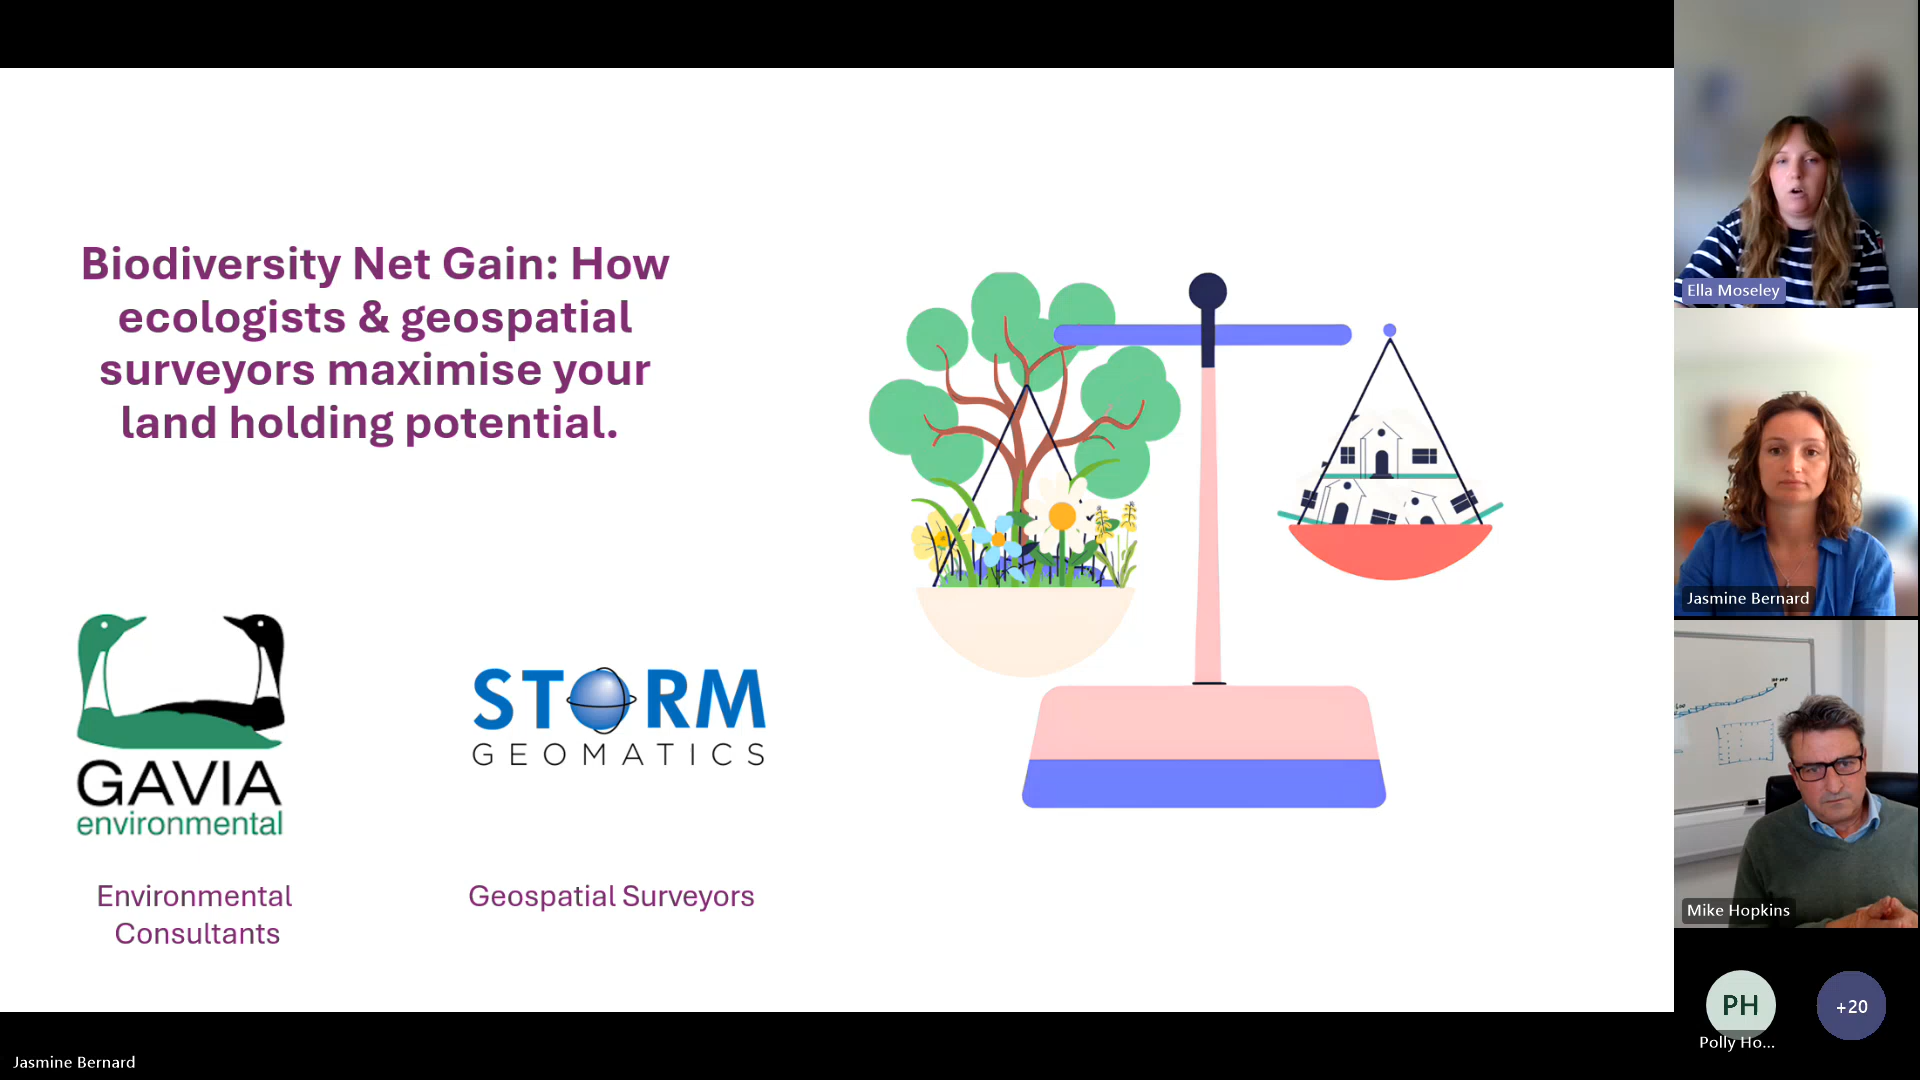 Biodiversity Net Gain: How
ecologists & geospatial
surveyors maximise your
land holding potential.
GAVIA
environmental
STORM
GEOMATICS
Environmental
Consultants
Geospatial Surveyors
Ella Moseley
Jasmine Bernard
Mike Hopkins
PH
+20
Polly Ho...
Jasmine Bernard